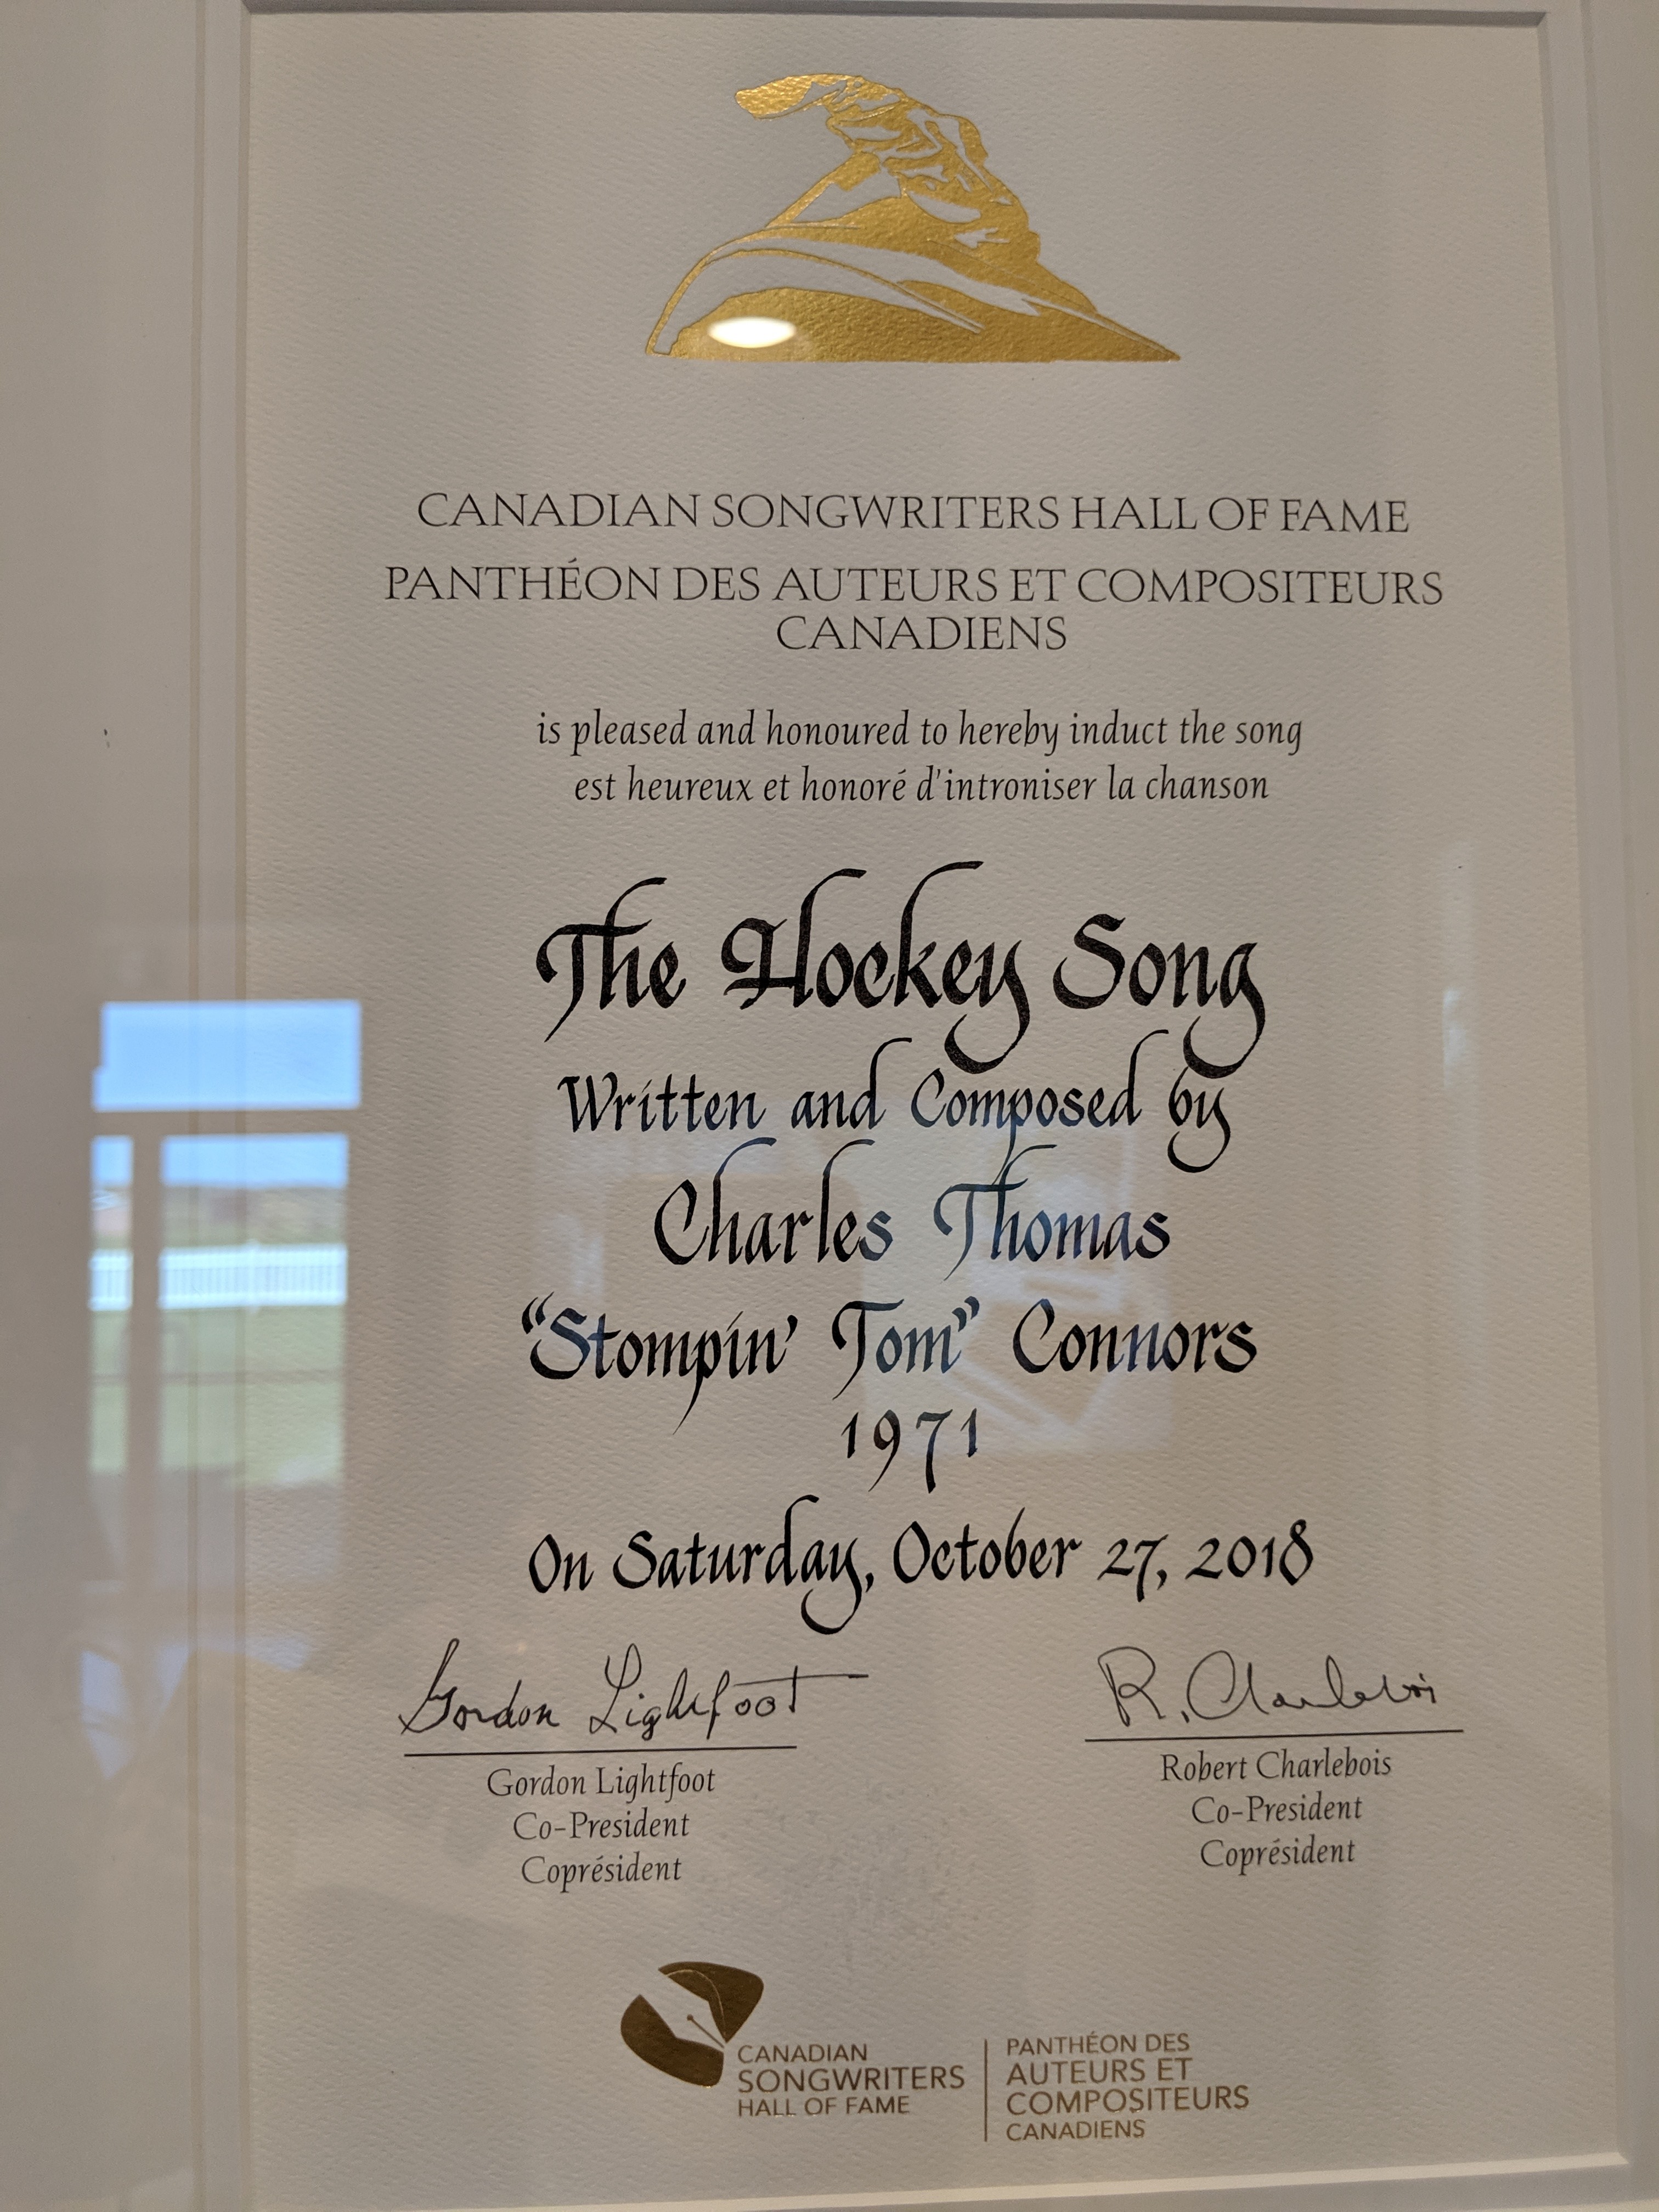 CANADIAN SONGWRITERS HALL OF FAME
PANTHÉON DES AUTEURS ET COMPOSITEURS
CANADIENS
is pleased and honoured to hereby induct the song
est heureux et honoré d'introniser la chanson
The Hockey Song
Written and Composed by
Charles Thomas
“Stompin’ Tom” Connors
1971
On Saturday, October 27, 2018
Gordon Lightfoot
R. Charlebois
Gordon Lightfoot
Co-President
Coprésident
Robert Charlebois
Co-President
Coprésident
CANADIAN
SONGWRITERS
HALL OF FAME
PANTHÉON DES
AUTEURS ET
COMPOSITEURS
CANADIENS